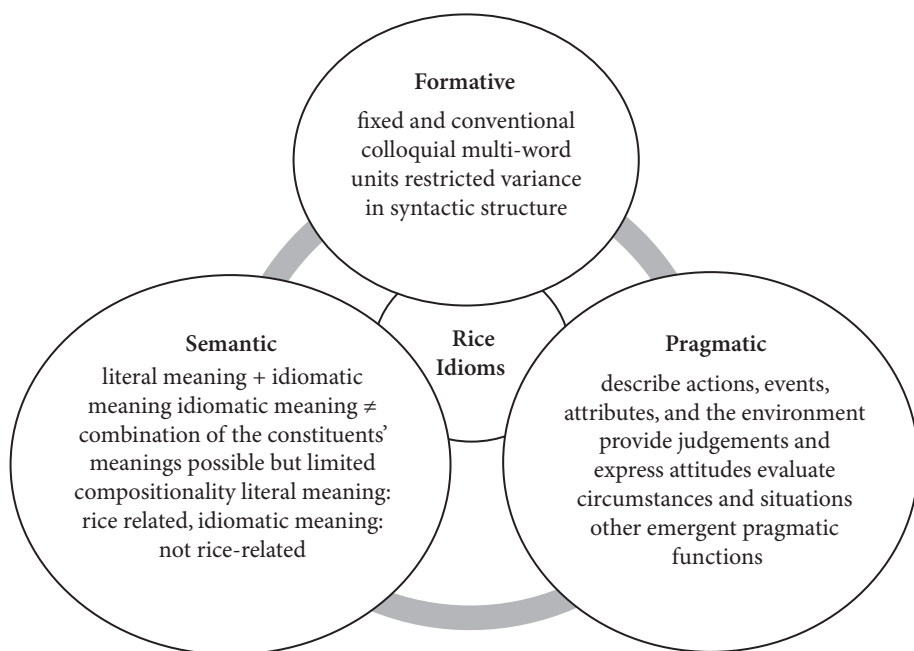 Formative
fixed and conventional
colloquial multi-word
units restricted variance
in syntactic structure
Rice
Idioms
Semantic
literal meaning + idiomatic
meaning idiomatic meaning ≠
combination of the constituents’
meanings possible but limited
compositionality literal meaning:
rice related, idiomatic meaning:
not rice-related
Pragmatic
describe actions, events,
attributes, and the environment
provide judgements and
express attitudes evaluate
circumstances and situations
other emergent pragmatic
functions